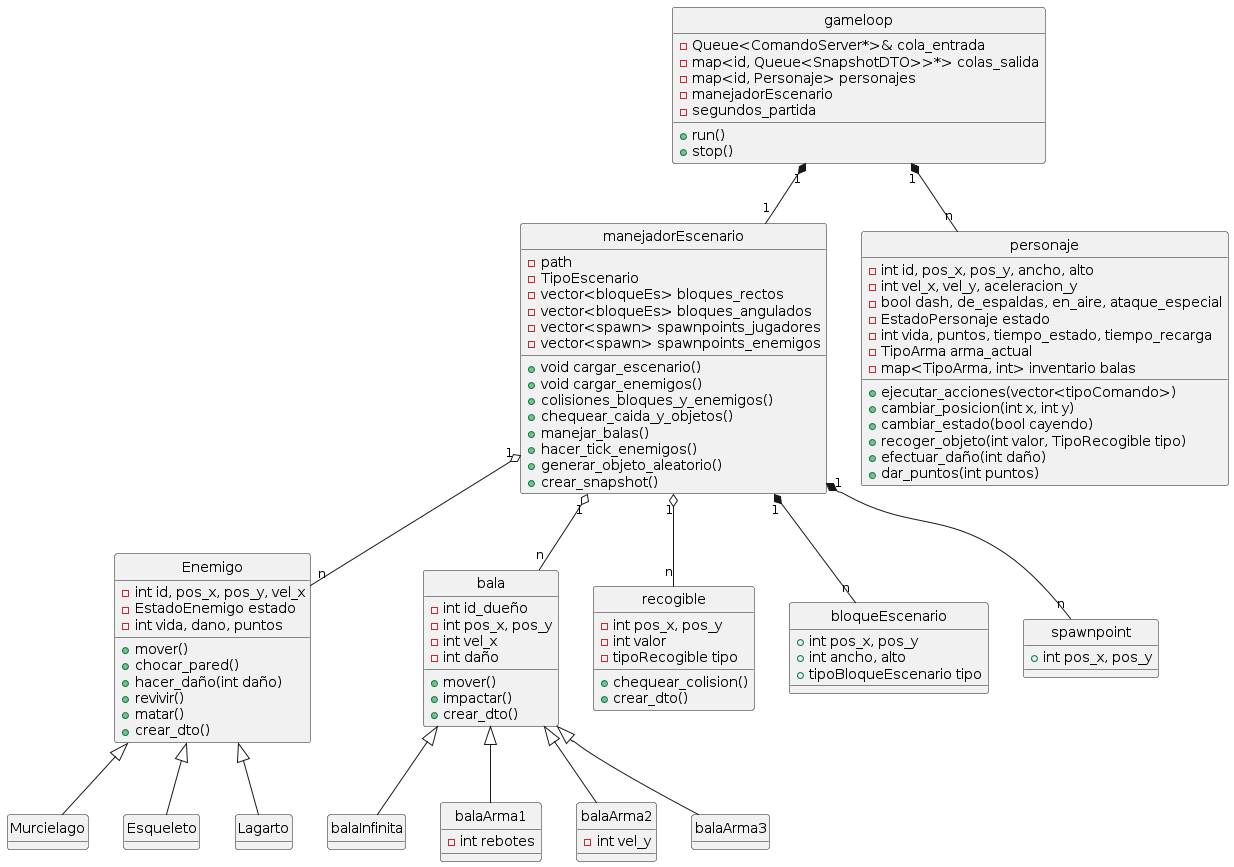 gameloop
Queue<ComandoServer*>& cola_entrada
map<id, Queue<SnapshotDTO>>*> colas_salida
map<id, Personaje> personajes
manejadorEscenario
segundos_partida
run()
stop()
1
1
1
n
manejadorEscenario
path
TipoEscenario
vector<bloqueEs> bloques_rectos
vector<bloqueEs> bloques_angulados
vector<spawn> spawnpoints_jugadores
vector<spawn> spawnpoints_enemigos
void cargar_escenario()
void cargar_enemigos()
colisiones_bloques_y_enemigos()
chequear_caida_y_objetos()
manejar_balas()
hacer_tick_enemigos()
generar_objeto_aleatorio()
crear_snapshot()
personaje
int id, pos_x, pos_y, ancho, alto
int vel_x, vel_y, aceleracion_y
bool dash, de_espaldas, en_aire, ataque_especial
EstadoPersonaje estado
int vida, puntos, tiempo_estado, tiempo_recarga
TipoArma arma_actual
map<TipoArma, int> inventario balas
ejecutar_acciones(vector<tipoComando>)
cambiar_posicion(int x, int y)
cambiar_estado(bool cayendo)
recoger_objeto(int valor, TipoRecogible tipo)
efectuar_daño(int daño)
dar_puntos(int puntos)
1
1
1
1
1
n
n
n
n
n
Enemigo
int id, pos_x, pos_y, vel_x
EstadoEnemigo estado
int vida, dano, puntos
mover()
chocar_pared()
hacer_daño(int daño)
revivir()
matar()
crear_dto()
bala
int id_dueño
int pos_x, pos_y
int vel_x
int daño
mover()
impactar()
crear_dto()
recogible
int pos_x, pos_y
int valor
tipoRecogible tipo
chequear_colision()
crear_dto()
bloqueEscenario
int pos_x, pos_y
int ancho, alto
tipoBloqueEscenario tipo
spawnpoint
int pos_x, pos_y
Murcielago
Esqueleto
Lagarto
balaInfinita
balaArma1
int rebotes
balaArma2
int vel_y
balaArma3